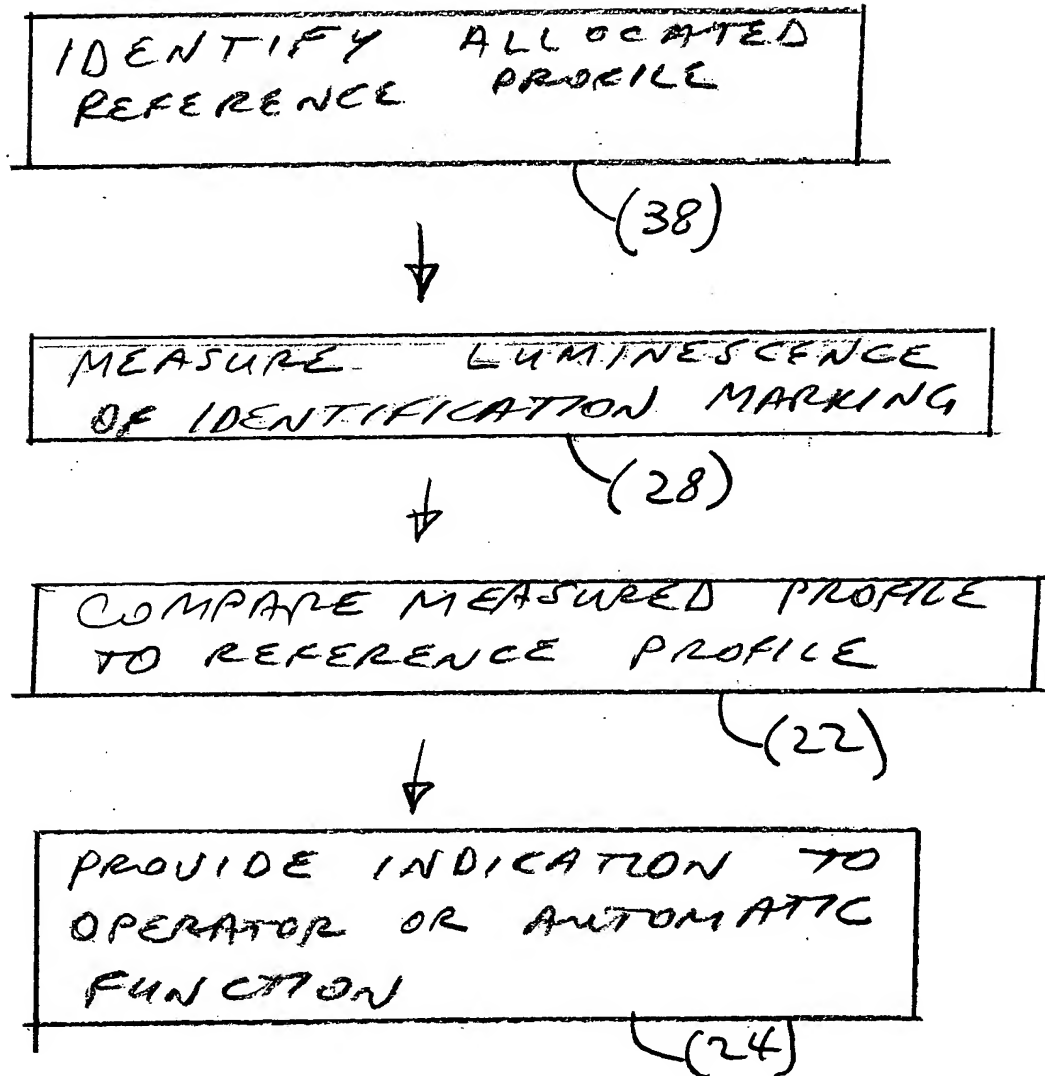 IDENTIFY ALLOCATED
REFERENCE PROFILE
(38)
MEASURE LUMINESCENCE
OF IDENTIFICATION MARKING
(28)
COMPARE MEASURED PROFILE
TO REFERENCE PROFILE
(22)
PROVIDE INDICATION TO
OPERATOR OR AUTOMATIC
FUNCTION
(24)